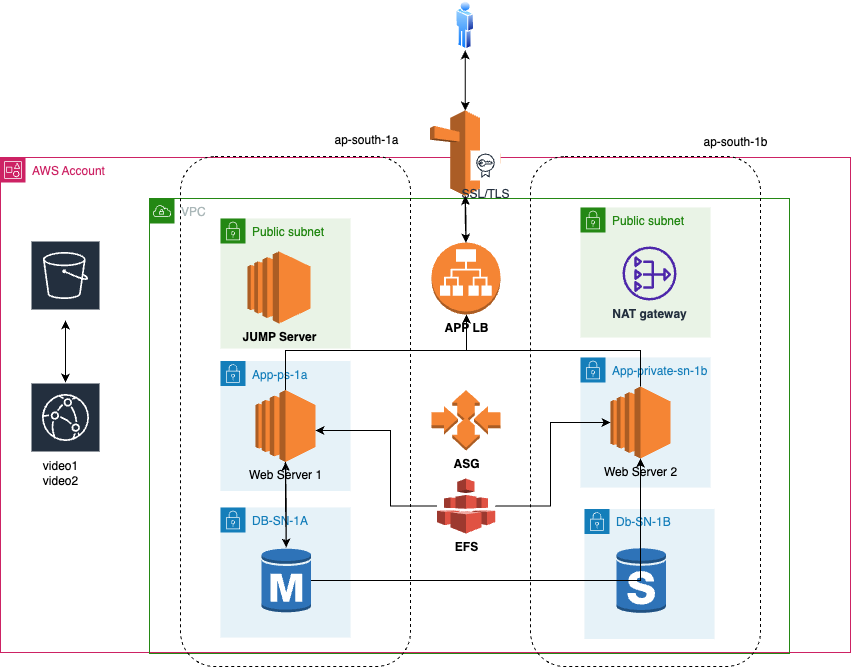 ap-south-1a
ap-south-1b
AWS Account
SSL/TLS
VPC
Public subnet
Public subnet
JUMP Server
APP LB
NAT gateway
App-ps-1a
App-private-sn-1b
video1
video2
Web Server 1
ASG
Web Server 2
DB-SN-1A
Db-SN-1B
EFS
M
S